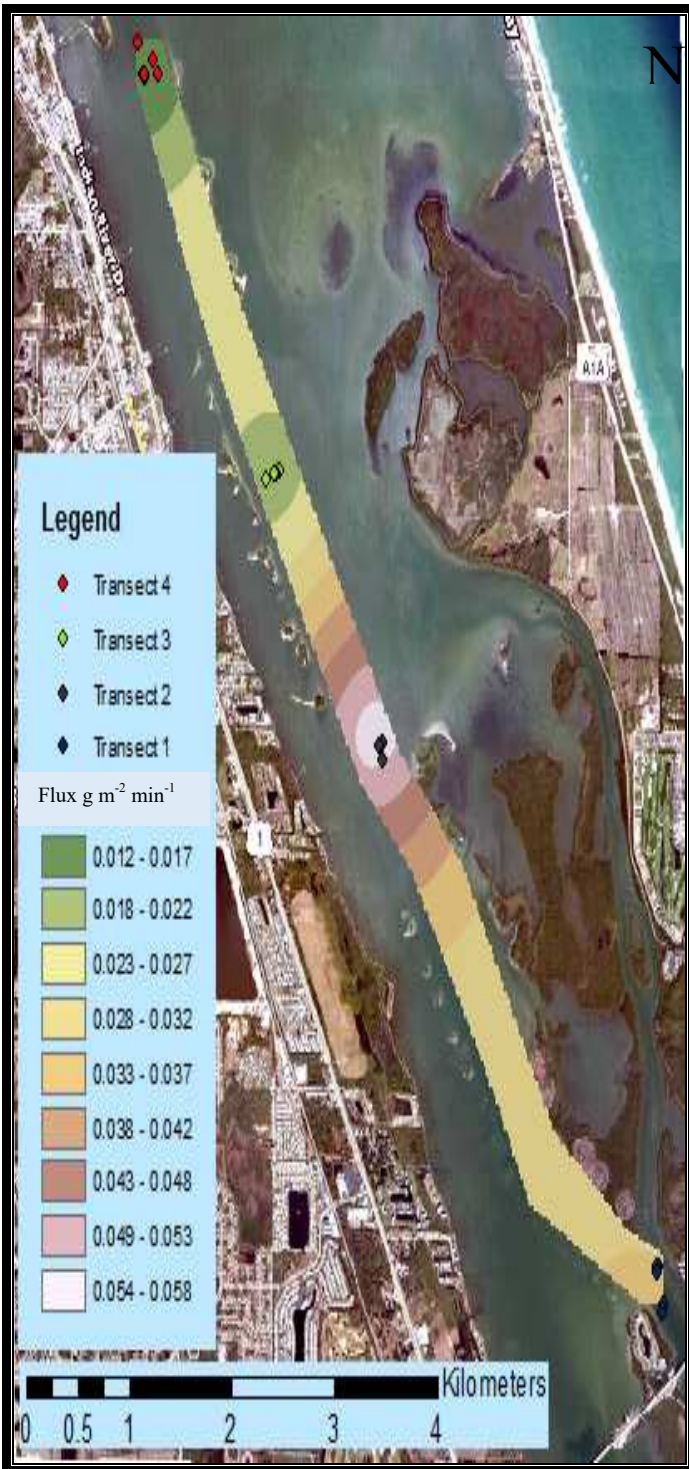 N
Indian River Dr
A1A
Legend
Transect 4
Transect 3
Transect 2
Transect 1
Flux g m-2 min-1
1
0.012 - 0.017
0.018 - 0.022
0.023 - 0.027
0.028 - 0.032
0.033 - 0.037
0.038 - 0.042
0.043 - 0.048
0.049 - 0.053
0.054 - 0.058
Kilometers
0 0.5 1 2 3 4